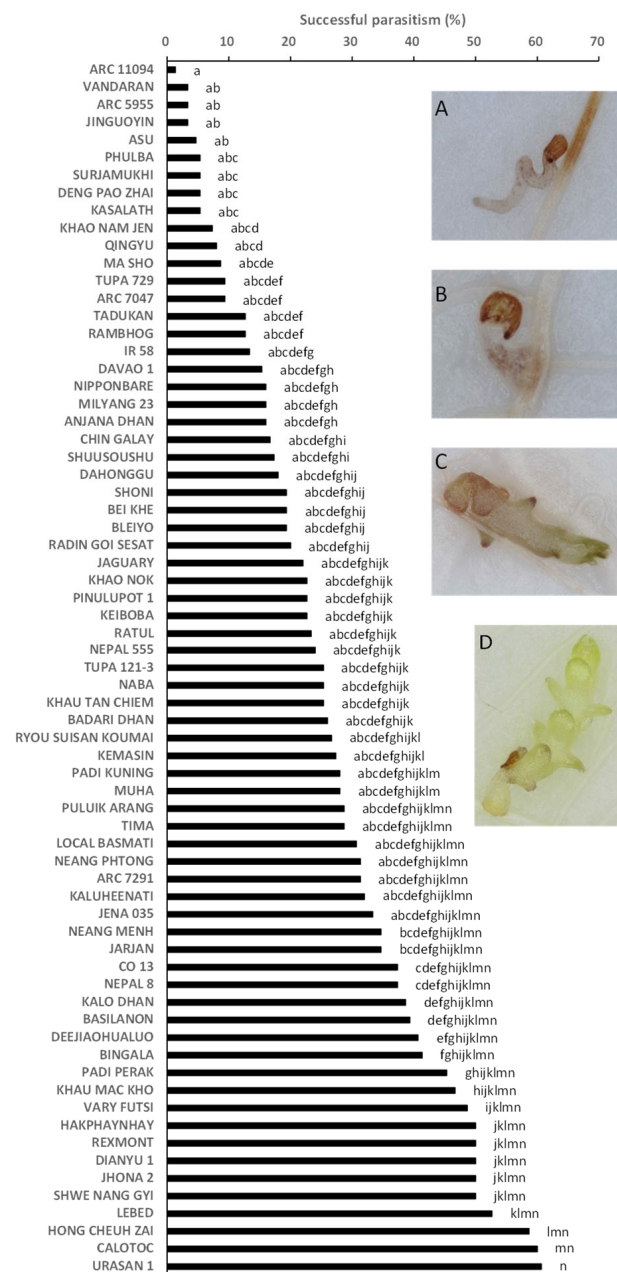 Successful parasitism (%)
0 10 20 30 40 50 60 70
ARC 11094 a
VANDARAN ab
ARC 5955 ab
JINGUOYIN ab
ASU ab
PHULBA abc
SURJAMUKHI abc
DENG PAO ZHAI abc
KASALATH abc
KHAO NAM JEN abcd
QINGYU abcd
MA SHO abcde
TUPA 729 abcdef
ARC 7047 abcdef
TADUKAN abcdef
RAMBHOG abcdef
IR 58 abcdefg
DAVAO 1 abcdefgh
NIPPONBARE abcdefgh
MILYANG 23 abcdefgh
ANJANA DHAN abcdefgh
CHIN GALAY abcdefghi
SHUUSOUSHU abcdefghi
DAHONGGU abcdefghij
SHONI abcdefghij
BEI KHE abcdefghij
BLEIYO abcdefghij
RADIN GOI SESAT abcdefghij
JAGUARY abcdefghijk
KHAO NOK abcdefghijk
PINULUPOT 1 abcdefghijk
KEIBOBA abcdefghijk
RATUL abcdefghijk
NEPAL 555 abcdefghijk
TUPA 121-3 abcdefghijk
NABA abcdefghijk
KHAU TAN CHIEM abcdefghijk
BADARI DHAN abcdefghijk
RYOU SUISAN KOUMAI abcdefghijkl
KEMASIN abcdefghijkl
PADI KUNING abcdefghijklm
MUHA abcdefghijklm
PULUIK ARANG abcdefghijklmn
TIMA abcdefghijklmn
LOCAL BASMATI abcdefghijklmn
NEANG PHTONG abcdefghijklmn
ARC 7291 abcdefghijklmn
KALUHEENATI abcdefghijklmn
JENA 035 abcdefghijklmn
NEANG MENH bcdefghijklmn
JARJAN bcdefghijklmn
CO 13 cdefghijklmn
NEPAL 8 cdefghijklmn
KALO DHAN defghijklmn
BASILANON defghijklmn
DEEJIAOHUALUO efghijklmn
BINGALA fghijklmn
PADI PERAK ghijklmn
KHAU MAC KHO hijklmn
VARY FUTSI ijklmn
HAKPHAYNHAY jklmn
REXMONT jklmn
DIANYU 1 jklmn
JHONA 2 jklmn
SHWE NANG GYI jklmn
LEBED klmn
HONG CHEUH ZAI lmn
CALOTOC mn
URASAN 1 n
A
B
C
D